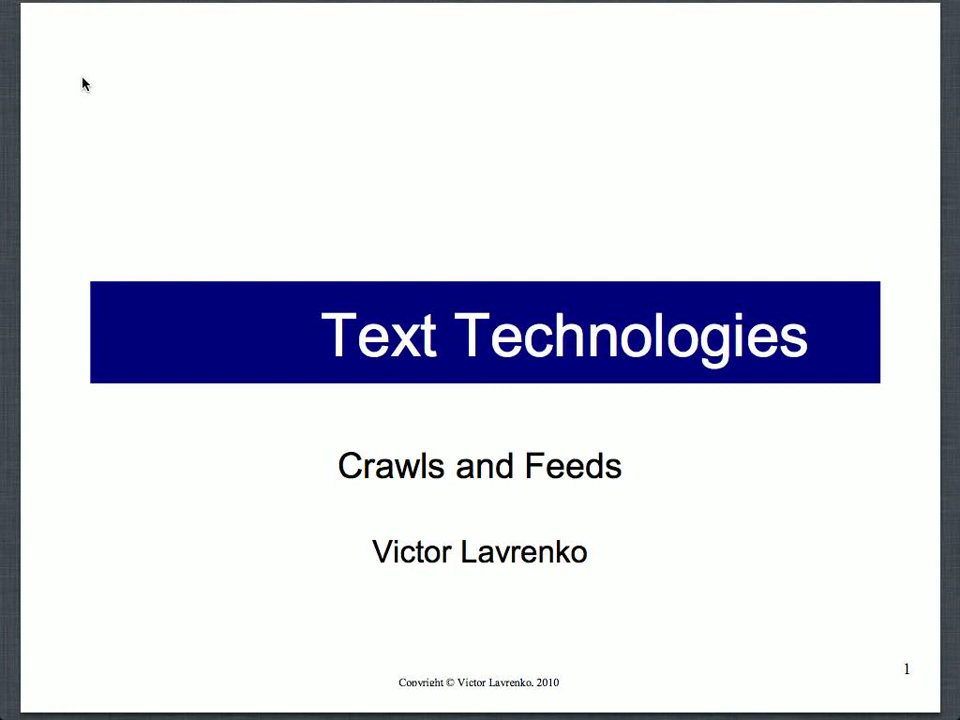 Text Technologies
Crawls and Feeds
Victor Lavrenko
Copyright © Victor Lavrenko, 2010
1